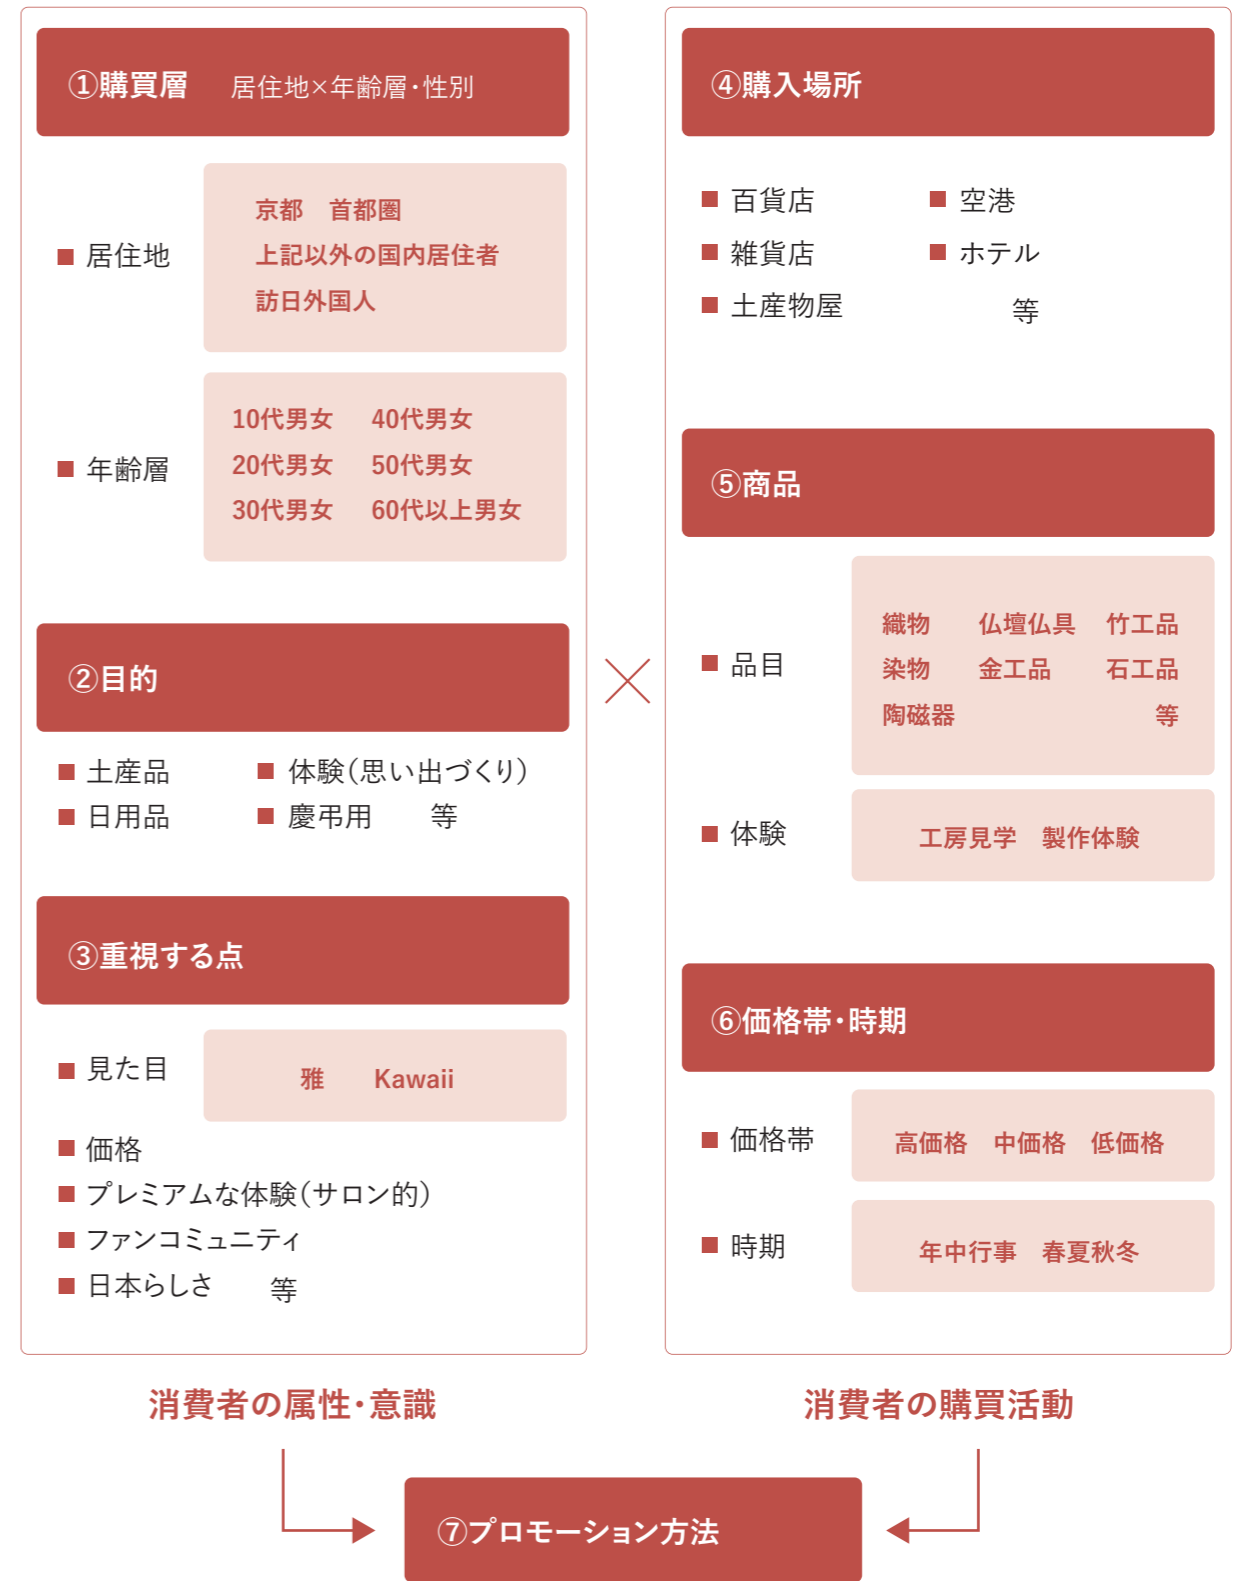 ①購買層　居住地×年齢層・性別
■ 居住地
京都　首都圏
上記以外の国内居住者
訪日外国人
■ 年齢層
10代男女　40代男女
20代男女　50代男女
30代男女　60代以上男女
②目的
■ 土産品　■ 体験（思い出づくり）
■ 日用品　■ 慶弔用　等
③重視する点
■ 見た目
雅　Kawaii
■ 価格
■ プレミアムな体験（サロン的）
■ ファンコミュニティ
■ 日本らしさ　等
消費者の属性・意識
×
④購入場所
■ 百貨店　■ 空港
■ 雑貨店　■ ホテル
■ 土産物屋　等
⑤商品
■ 品目
織物　仏壇仏具　竹工品
染物　金工品　石工品
陶磁器　等
■ 体験
工房見学　製作体験
⑥価格帯・時期
■ 価格帯
高価格　中価格　低価格
■ 時期
年中行事　春夏秋冬
消費者の購買活動
⑦プロモーション方法